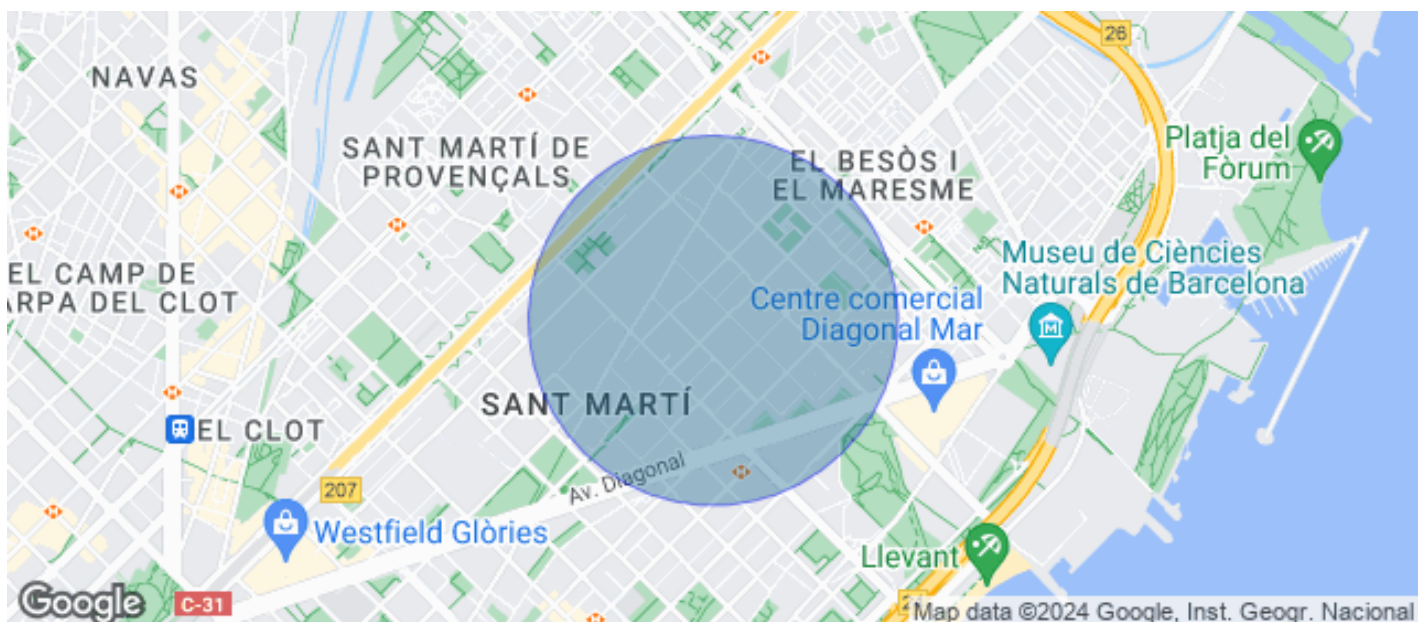 26
NAVAS
SANT MARTÍ DE
PROVENÇALS
EL BESÒS I
EL MARESME
Platja del
Fòrum
EL CAMP DE
ARPA DEL CLOT
Museu de Ciències
Naturals de Barcelona
Centre comercial
Diagonal Mar
SANT MARTÍ
EL CLOT
Av. Diagonal
207
Westfield Glòries
Llevant
Google
C-31
Map data ©2024 Google, Inst. Geogr. Nacional